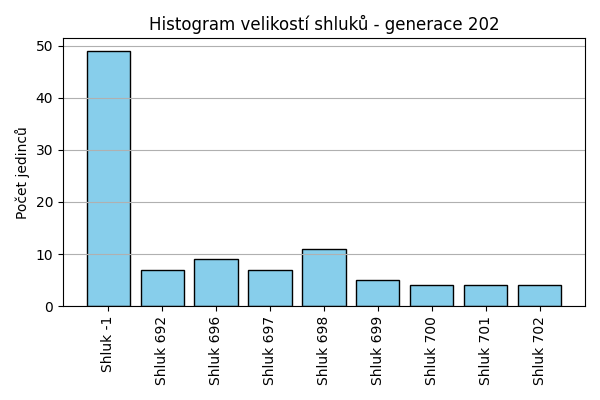 Histogram velikostí shluků - generace 202
Počet jedinců
50
40
30
20
10
0
Shluk -1
Shluk 692
Shluk 696
Shluk 697
Shluk 698
Shluk 699
Shluk 700
Shluk 701
Shluk 702